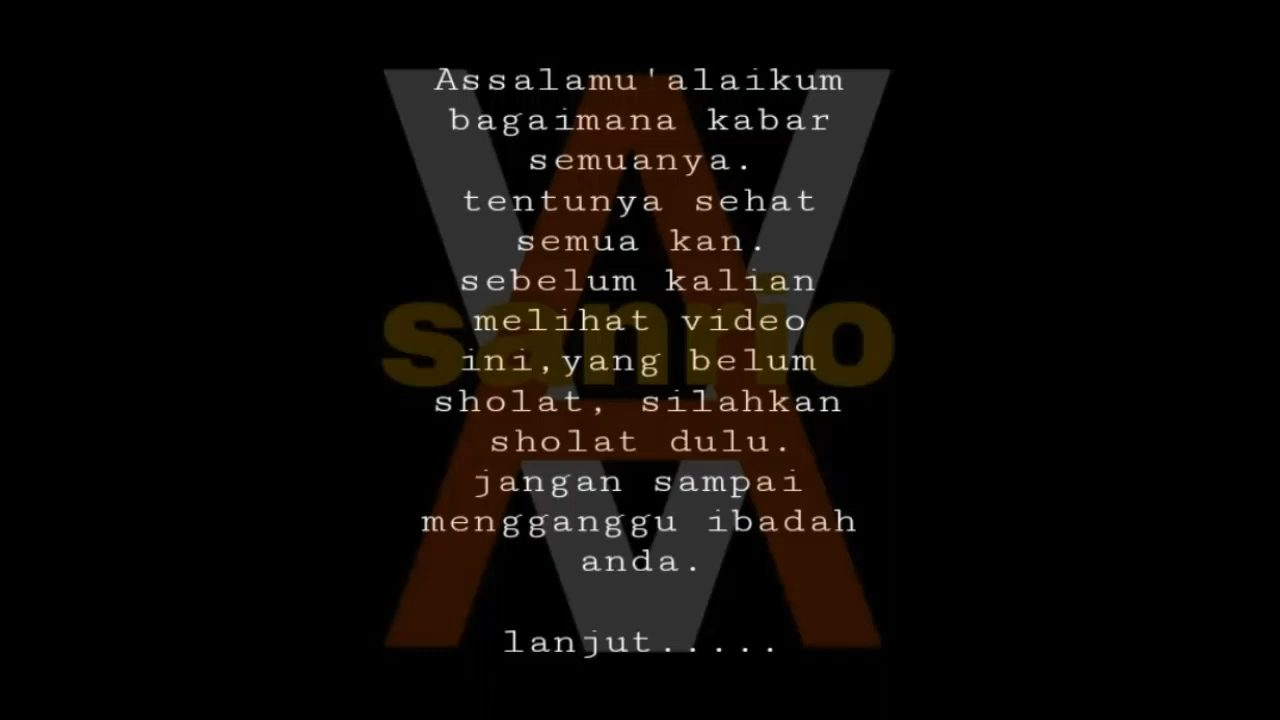 Assalamu'alaikum
bagaimana kabar
semuanya.
tentunya sehat
semua kan.
sebelum kalian
melihat video
ini,yang belum
sholat, silahkan
sholat dulu.
jangan sampai
mengganggu ibadah
anda.
lanjut.....
sanrio